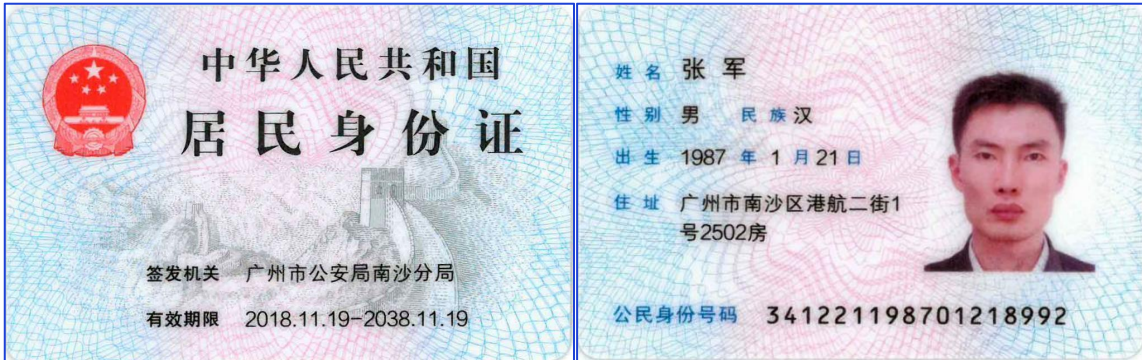 中华人民共和国
居民身份证
签发机关 广州市公安局南沙分局
有效期限 2018.11.19-2038.11.19
姓名 张军
性别 男 民族 汉
出生 1987 年 1 月 21 日
住址 广州市南沙区港航二街1
号2502房
公民身份号码 341221198701218992